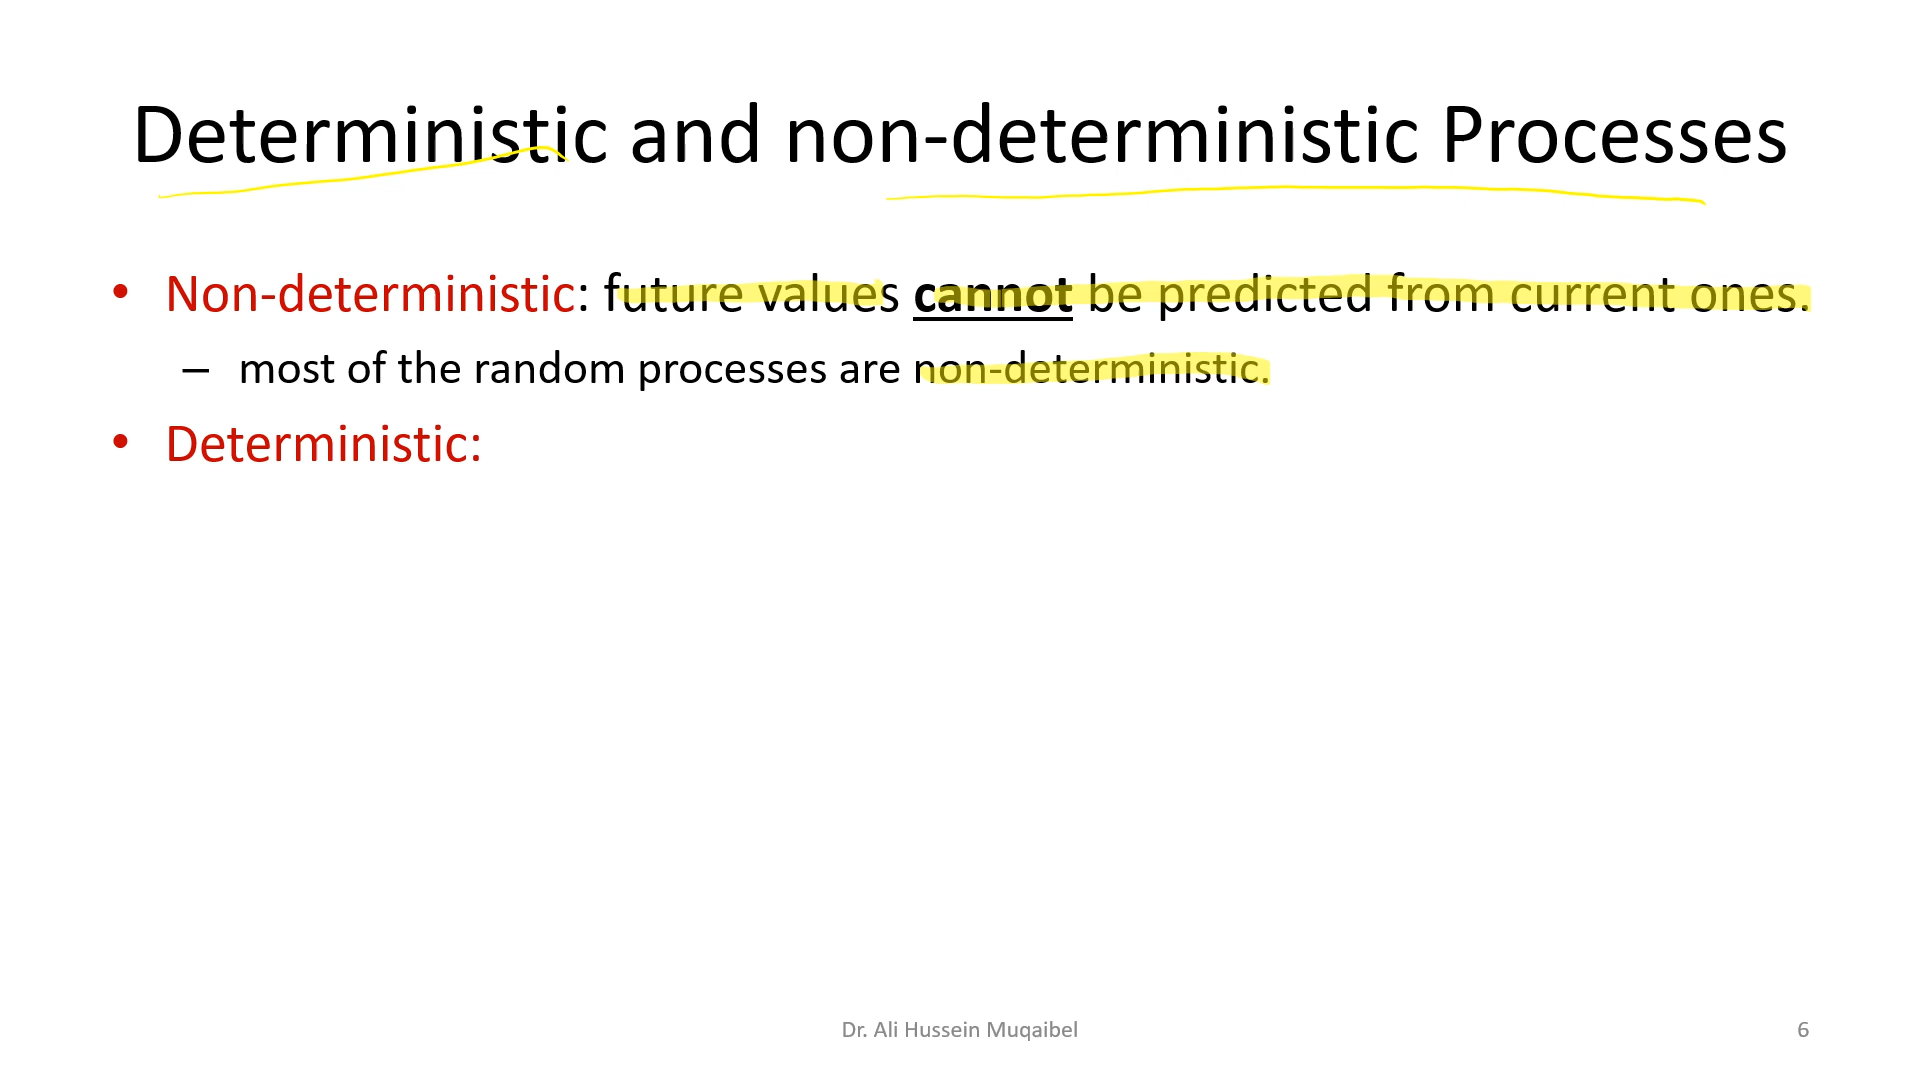 Deterministic and non-deterministic Processes
• Non-deterministic: future values cannot be predicted from current ones.
– most of the random processes are non-deterministic.
• Deterministic:
Dr. Ali Hussein Muqaibel
6